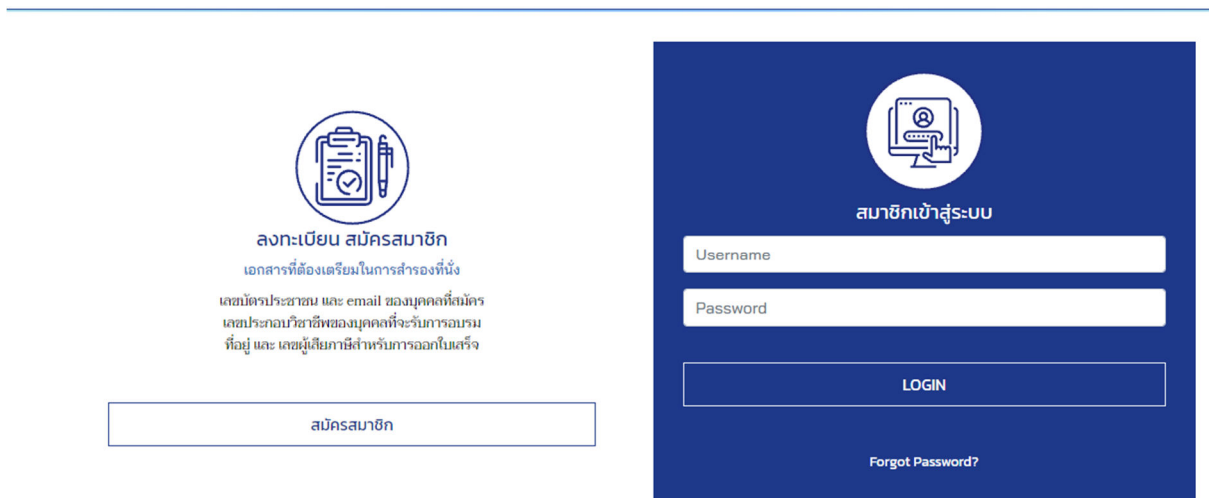 ลงทะเบียน สมัครสมาชิก
เอกสารที่ต้องเตรียมในการสำรองที่นั่ง
เลขบัตรประชาชน และ email ของบุคคลที่สมัคร
เลขประกอบวิชาชีพของบุคคลที่จะรับการอบรม
ที่อยู่ และ เลขผู้เสียภาษีสำหรับการออกใบเสร็จ
สมัครสมาชิก
สมาชิกเข้าสู่ระบบ
Username
Password
LOGIN
Forgot Password?